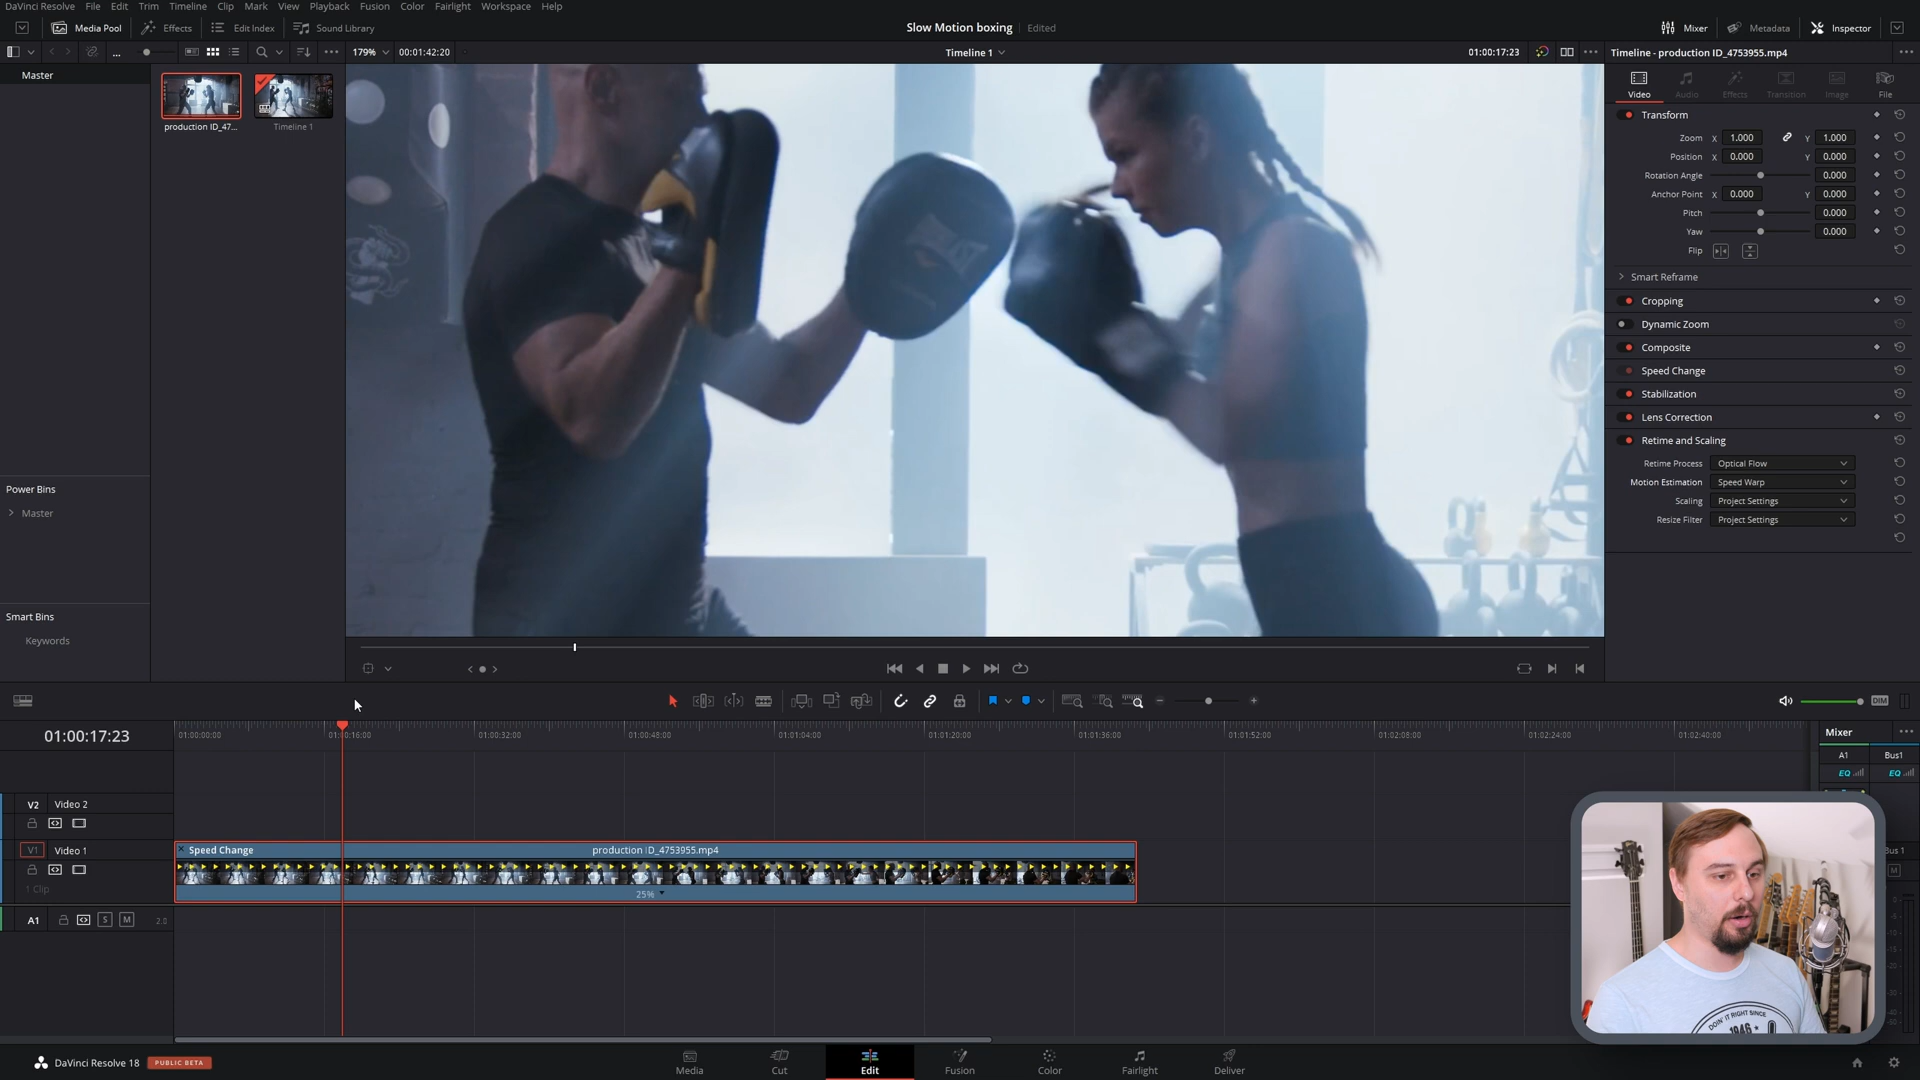 DaVinci Resolve File Edit Trim Timeline Clip Mark View Playback Fusion Color Fairlight Workspace Help
Media Pool Effects Edit Index Sound Library Slow Motion boxing Edited Mixer Metadata Inspector
179% 00:01:42:20 Timeline 1 01:00:17:23 Timeline - production ID_4753955.mp4
Master
production ID_47... Timeline 1
Video Audio Effects Transition Image File
Transform
Zoom X 1.000 Y 1.000
Position X 0.000 Y 0.000
Rotation Angle 0.000
Anchor Point X 0.000 Y 0.000
Pitch 0.000
Yaw 0.000
Flip
Smart Reframe
Cropping
Dynamic Zoom
Composite
Speed Change
Stabilization
Lens Correction
Retime and Scaling
Retime Process Optical Flow
Motion Estimation Speed Warp
Scaling Project Settings
Resize Filter Project Settings
Power Bins
Master
Smart Bins
Keywords
DIM
01:00:17:23
01:00:00:00 01:00:16:00 01:00:32:00 01:00:48:00 01:01:04:00 01:01:20:00 01:01:36:00 01:01:52:00 01:02:08:00 01:02:24:00 01:02:40:00
Mixer
A1 Bus1
EQ EQ
V2 Video 2
V1 Video 1
Speed Change production ID_4753955.mp4
1 Clip
25%
A1 S M 2.0
Bus 1
M
DOIN' IT RIGHT SINCE
1946
DaVinci Resolve 18 PUBLIC BETA
Media Cut Edit Fusion Color Fairlight Deliver